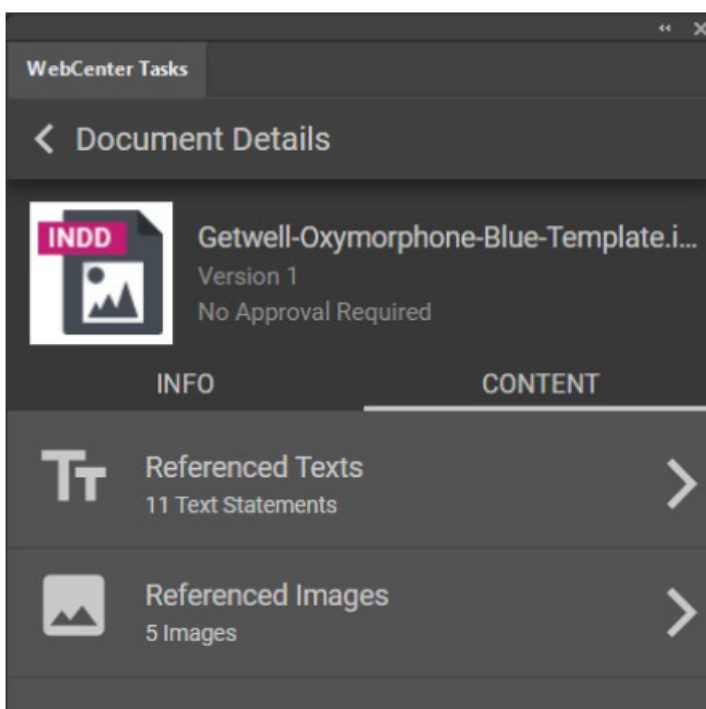 WebCenter Tasks
Document Details
INDD
Getwell-Oxymorphone-Blue-Template.i...
Version 1
No Approval Required
INFO
CONTENT
Tт
Referenced Texts
11 Text Statements
Referenced Images
5 Images